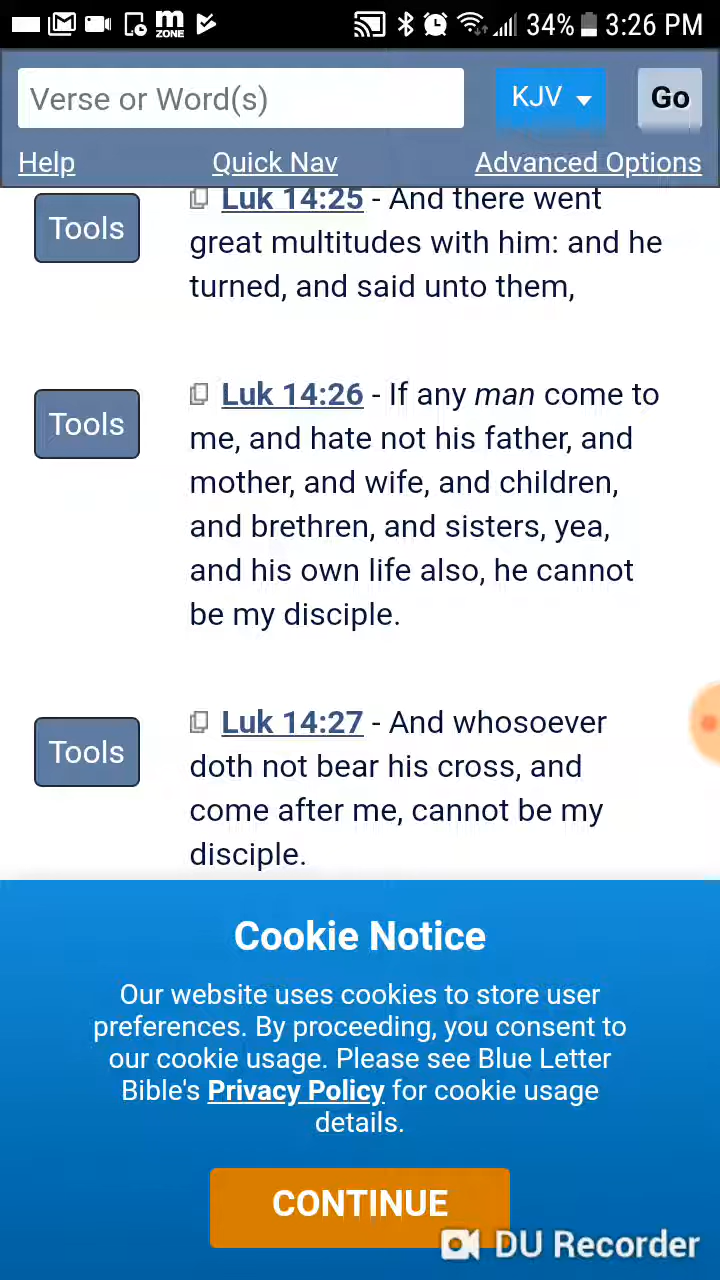 m ZONE 34% 3:26 PM
Verse or Word(s) KJV Go
Help Quick Nav Advanced Options
Tools
Luk 14:25 - And there went
great multitudes with him: and he
turned, and said unto them,
Tools
Luk 14:26 - If any man come to
me, and hate not his father, and
mother, and wife, and children,
and brethren, and sisters, yea,
and his own life also, he cannot
be my disciple.
Tools
Luk 14:27 - And whosoever
doth not bear his cross, and
come after me, cannot be my
disciple.
Cookie Notice
Our website uses cookies to store user
preferences. By proceeding, you consent to
our cookie usage. Please see Blue Letter
Bible's Privacy Policy for cookie usage
details.
CONTINUE
DU Recorder